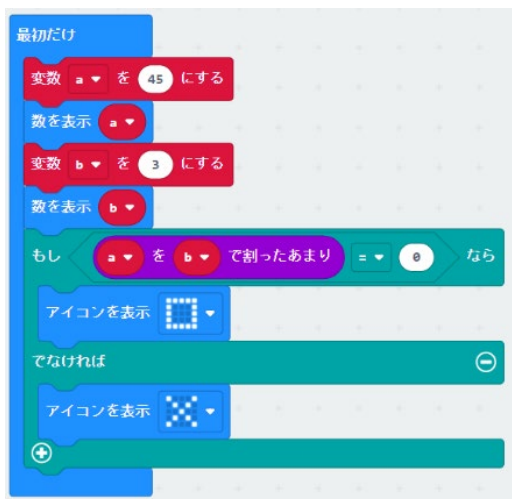 最初だけ
変数 a を 45 にする
数を表示 a
変数 b を 3 にする
数を表示 b
もし a を b で割ったあまり = 0 なら
アイコンを表示
でなければ
アイコンを表示